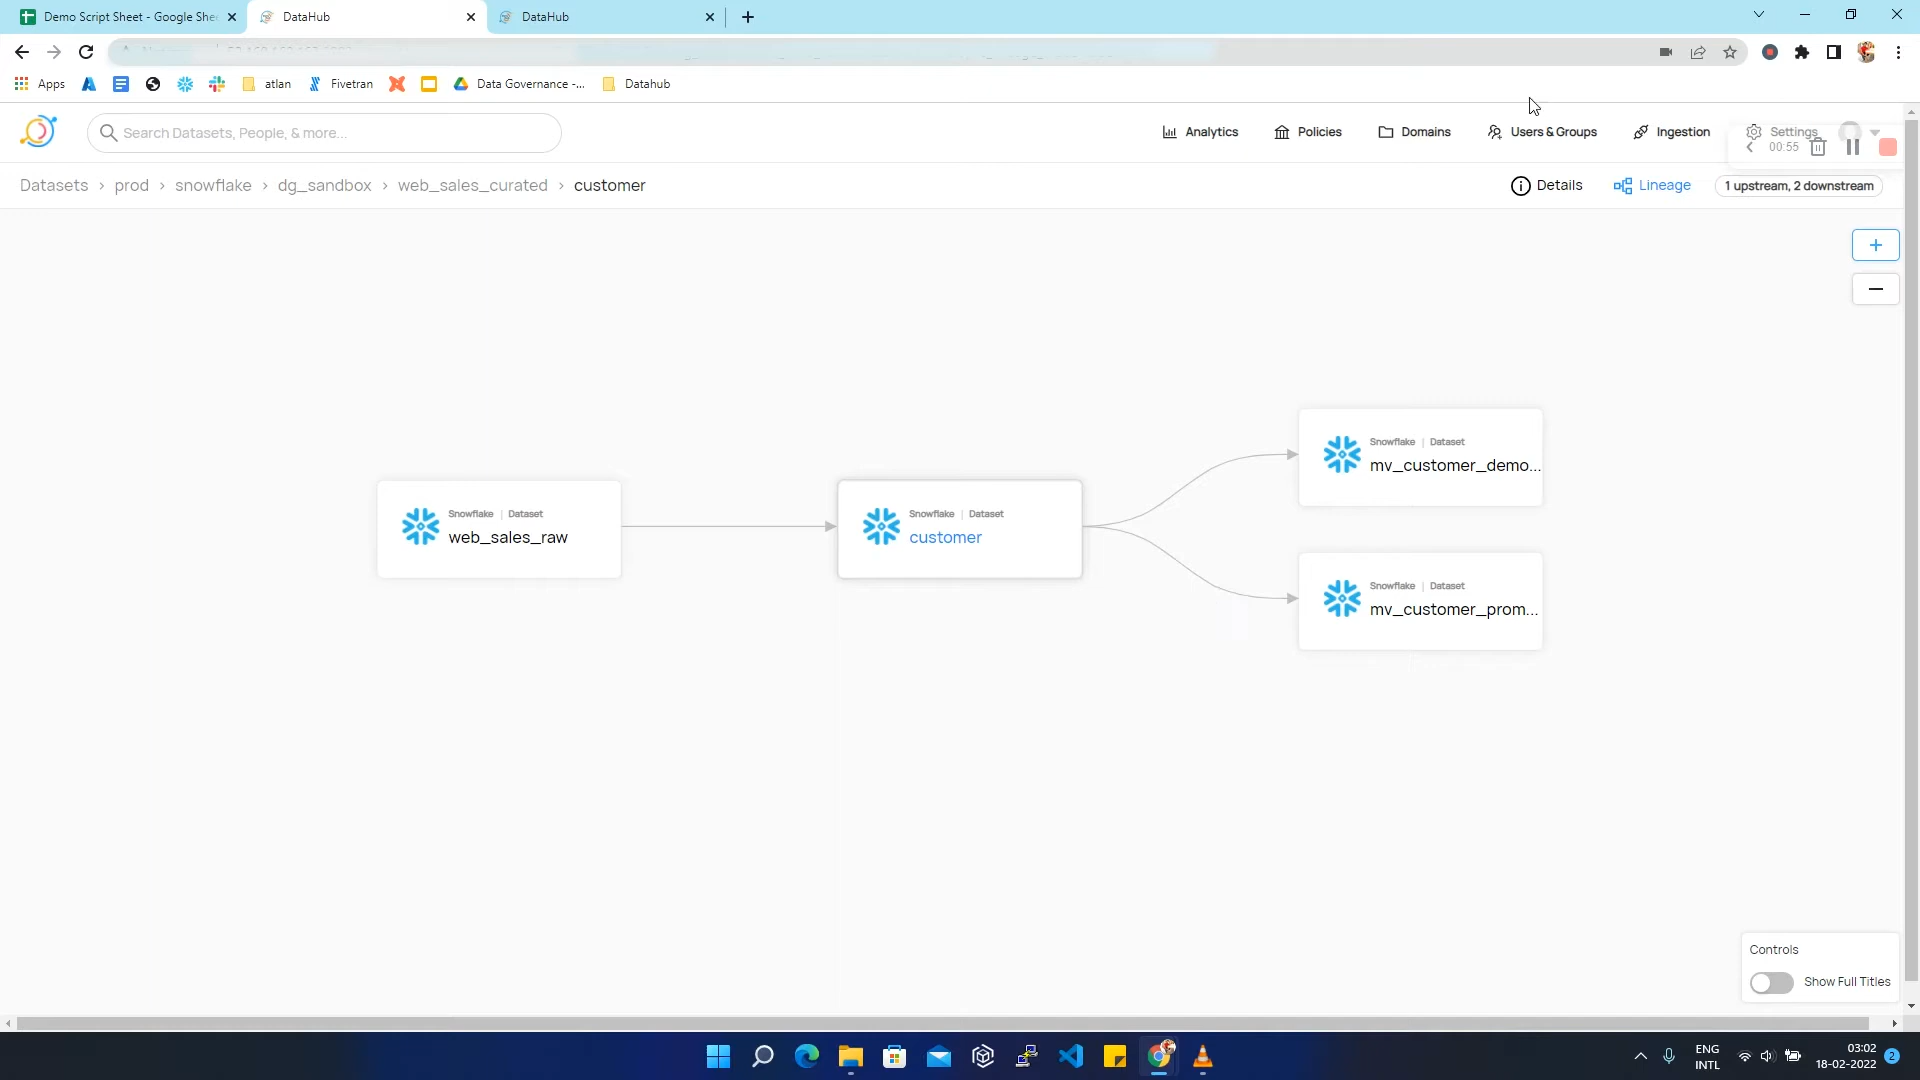 Demo Script Sheet - Google She
DataHub
DataHub
Apps
atlan
Fivetran
Data Governance -...
Datahub
Search Datasets, People, & more...
Analytics
Policies
Domains
Users & Groups
Ingestion
Settings
00:55
Datasets > prod > snowflake > dg_sandbox > web_sales_curated > customer
Details
Lineage
1 upstream, 2 downstream
+
−
Snowflake | Dataset
mv_customer_demo...
Snowflake | Dataset
web_sales_raw
Snowflake | Dataset
customer
Snowflake | Dataset
mv_customer_prom...
Controls
Show Full Titles
ENG
INTL
03:02
18-02-2022
2